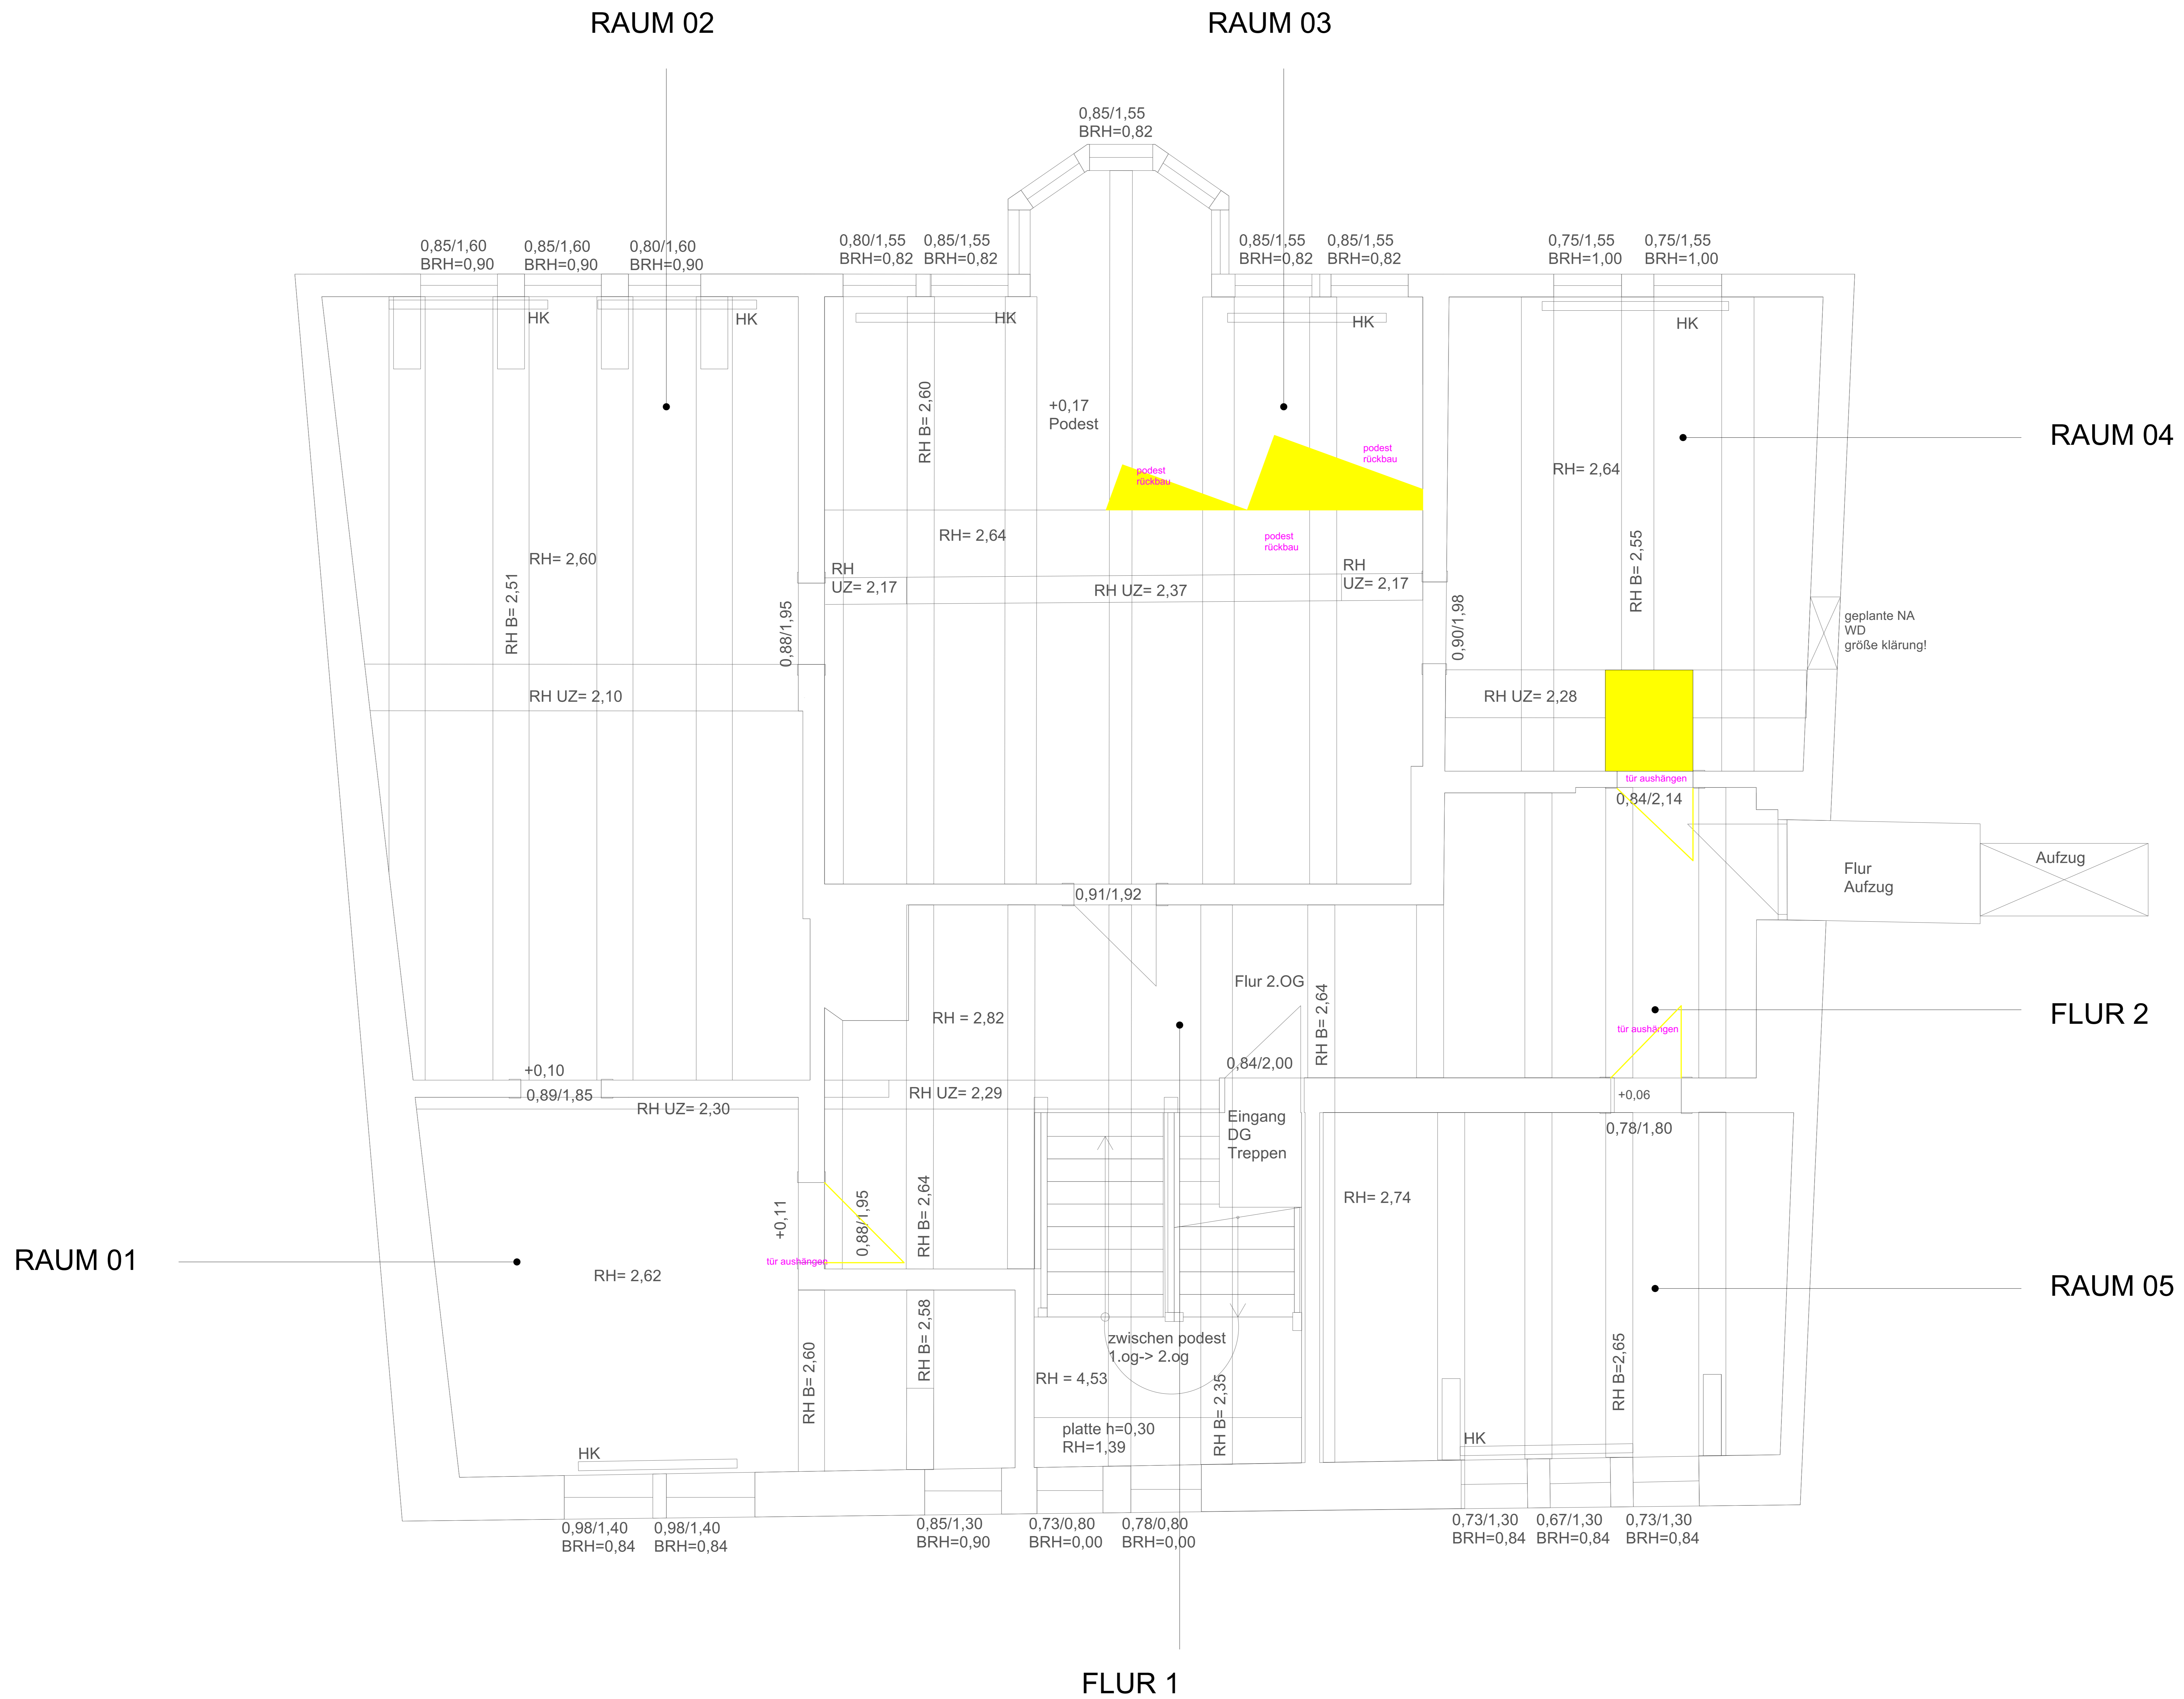 RAUM 02
RAUM 03
0,85/1,55
BRH=0,82
0,85/1,60
BRH=0,90
0,85/1,60
BRH=0,90
0,80/1,60
BRH=0,90
0,80/1,55
BRH=0,82
0,85/1,55
BRH=0,82
0,85/1,55
BRH=0,82
0,85/1,55
BRH=0,82
0,75/1,55
BRH=1,00
0,75/1,55
BRH=1,00
HK
HK
HK
HK
HK
RH B= 2,60
+0,17
Podest
podest
rückbau
podest
rückbau
RAUM 04
RH= 2,64
RH= 2,64
podest
rückbau
RH= 2,60
RH B= 2,51
RH B= 2,55
RH
UZ= 2,17
RH UZ= 2,37
RH
UZ= 2,17
0,88/1,95
0,90/1,98
geplante NA
WD
größe klärung!
RH UZ= 2,10
RH UZ= 2,28
tür aushängen
0,84/2,14
Flur
Aufzug
Aufzug
0,91/1,92
Flur 2.OG
RH = 2,82
RH B= 2,64
FLUR 2
tür aushängen
+0,10
0,89/1,85
RH UZ= 2,30
RH UZ= 2,29
0,84/2,00
+0,06
0,78/1,80
Eingang
DG
Treppen
RH= 2,74
+0,11
0,88/1,95
RH B= 2,64
tür aushängen
RAUM 01
RH= 2,62
RAUM 05
RH B= 2,60
RH B= 2,58
zwischen podest
1.og-> 2.og
RH = 4,53
RH B= 2,35
RH B=2,65
platte h=0,30
RH=1,39
HK
HK
0,98/1,40
BRH=0,84
0,98/1,40
BRH=0,84
0,85/1,30
BRH=0,90
0,73/0,80
BRH=0,00
0,78/0,80
BRH=0,00
0,73/1,30
BRH=0,84
0,67/1,30
BRH=0,84
0,73/1,30
BRH=0,84
FLUR 1